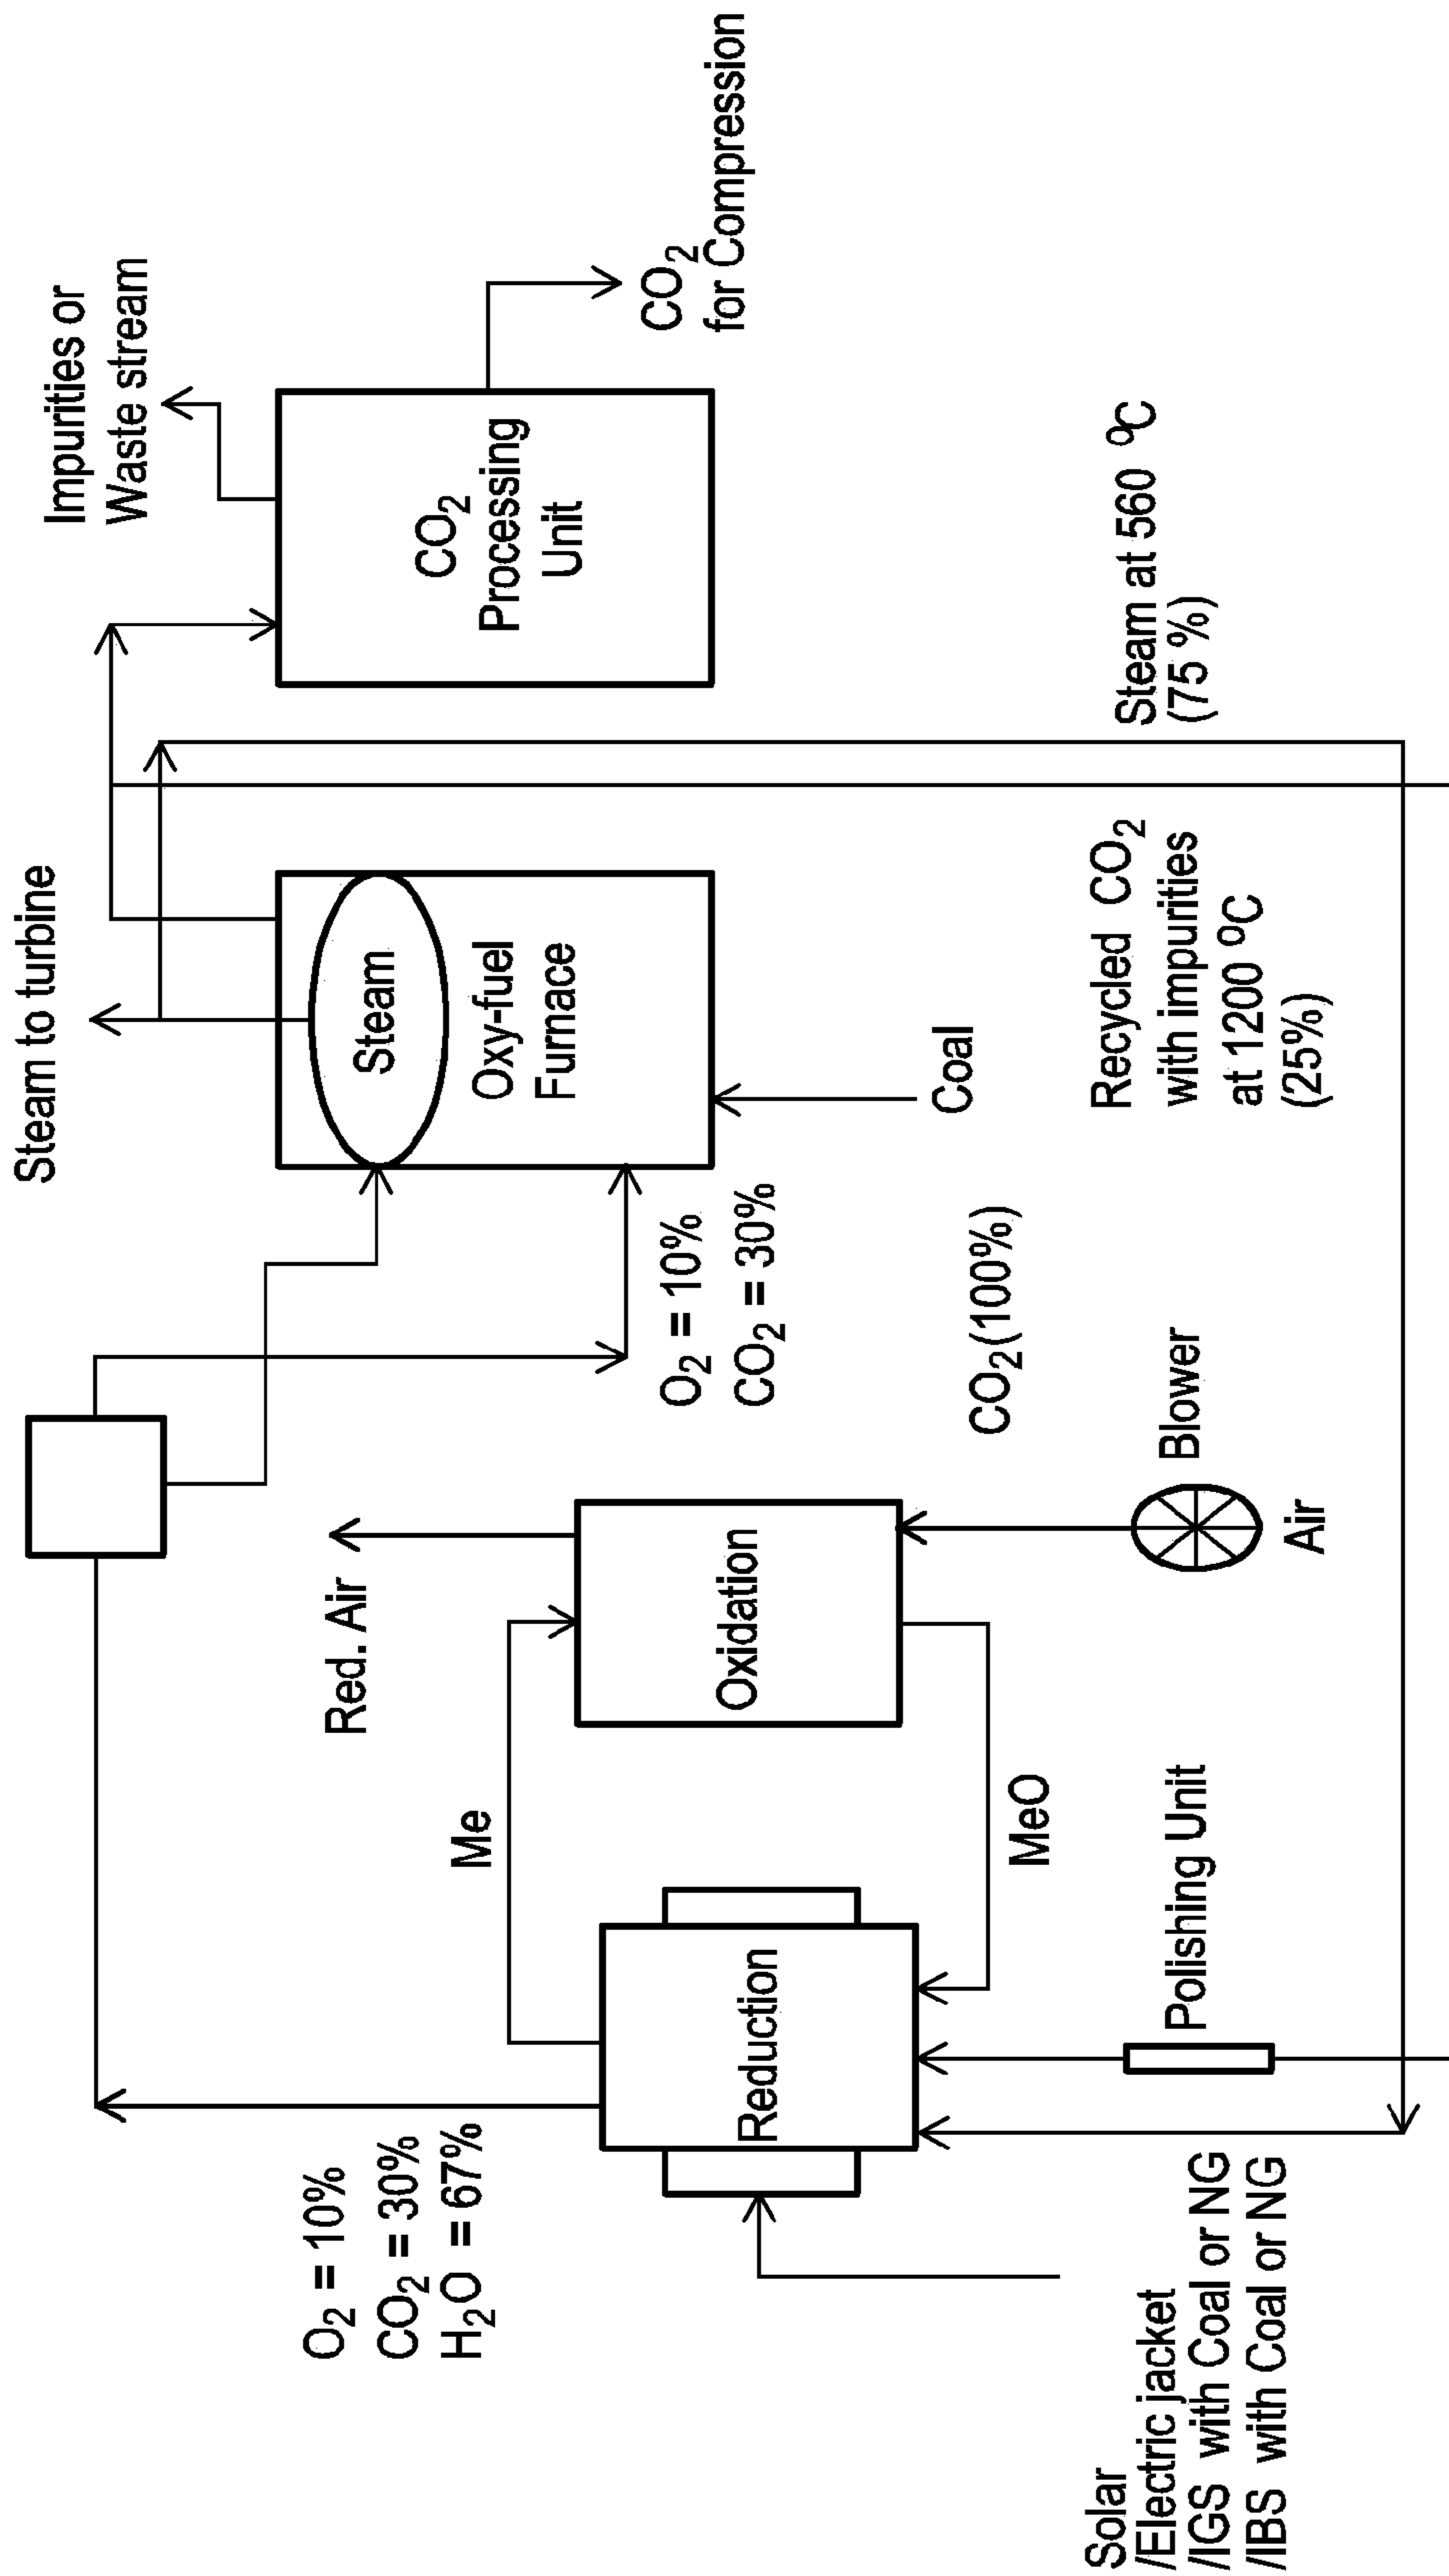 Steam to turbine
Impurities or
Waste stream
Red. Air
O2 = 10%
CO2 = 30%
H2O = 67%
Me
Reduction
Oxidation
MeO
Steam
Oxy-fuel
Furnace
CO2
Processing
Unit
CO2
for Compression
O2 = 10%
CO2 = 30%
Coal
CO2 (100%)
Solar
/Electric jacket
/IGS with Coal or NG
/IBS with Coal or NG
Polishing Unit
Blower
Air
Recycled CO2
with impurities
at 1200 ºC
(25%)
Steam at 560 ºC
(75 %)